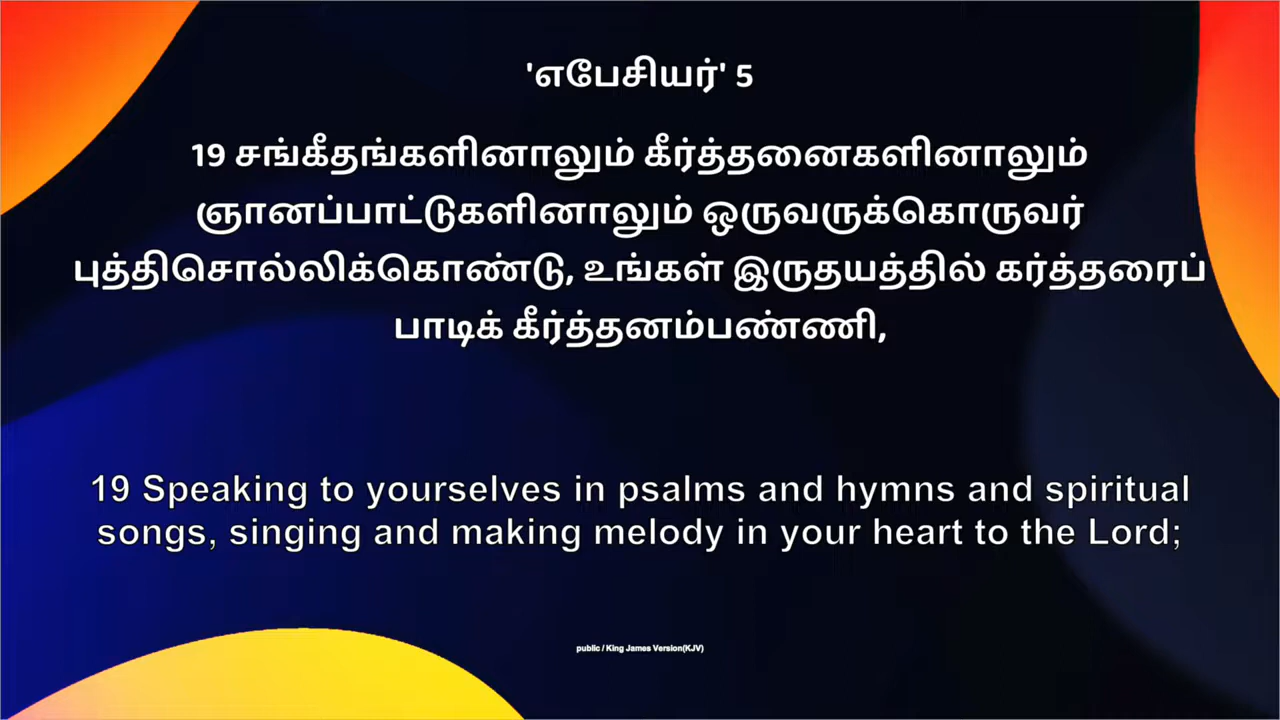 'எபேசியர்' 5
19 சங்கீதங்களினாலும் கீர்த்தனைகளினாலும்
ஞானப்பாட்டுகளினாலும் ஒருவருக்கொருவர்
புத்திசொல்லிக்கொண்டு, உங்கள் இருதயத்தில் கர்த்தரைப்
பாடிக் கீர்த்தனம்பண்ணி,
19 Speaking to yourselves in psalms and hymns and spiritual
songs, singing and making melody in your heart to the Lord;
public / King James Version(KJV)